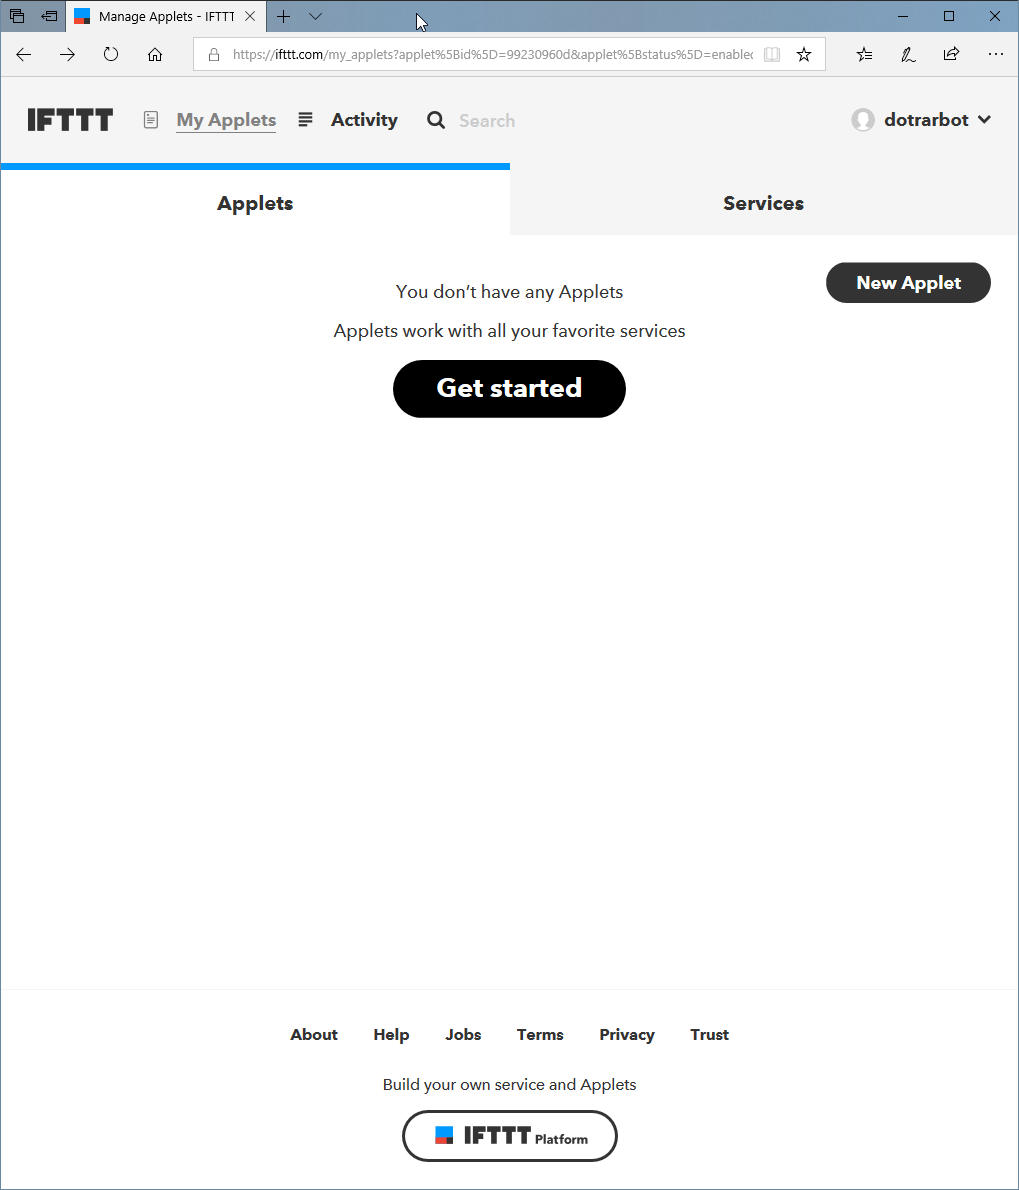 Manage Applets - IFTTT
https://ifttt.com/my_applets?applet%5Bid%5D=99230960d&applet%5Bstatus%5D=enabled
IFTTT My Applets Activity Search dotrarbot
Applets Services
New Applet
You don’t have any Applets
Applets work with all your favorite services
Get started
About Help Jobs Terms Privacy Trust
Build your own service and Applets
IFTTT Platform